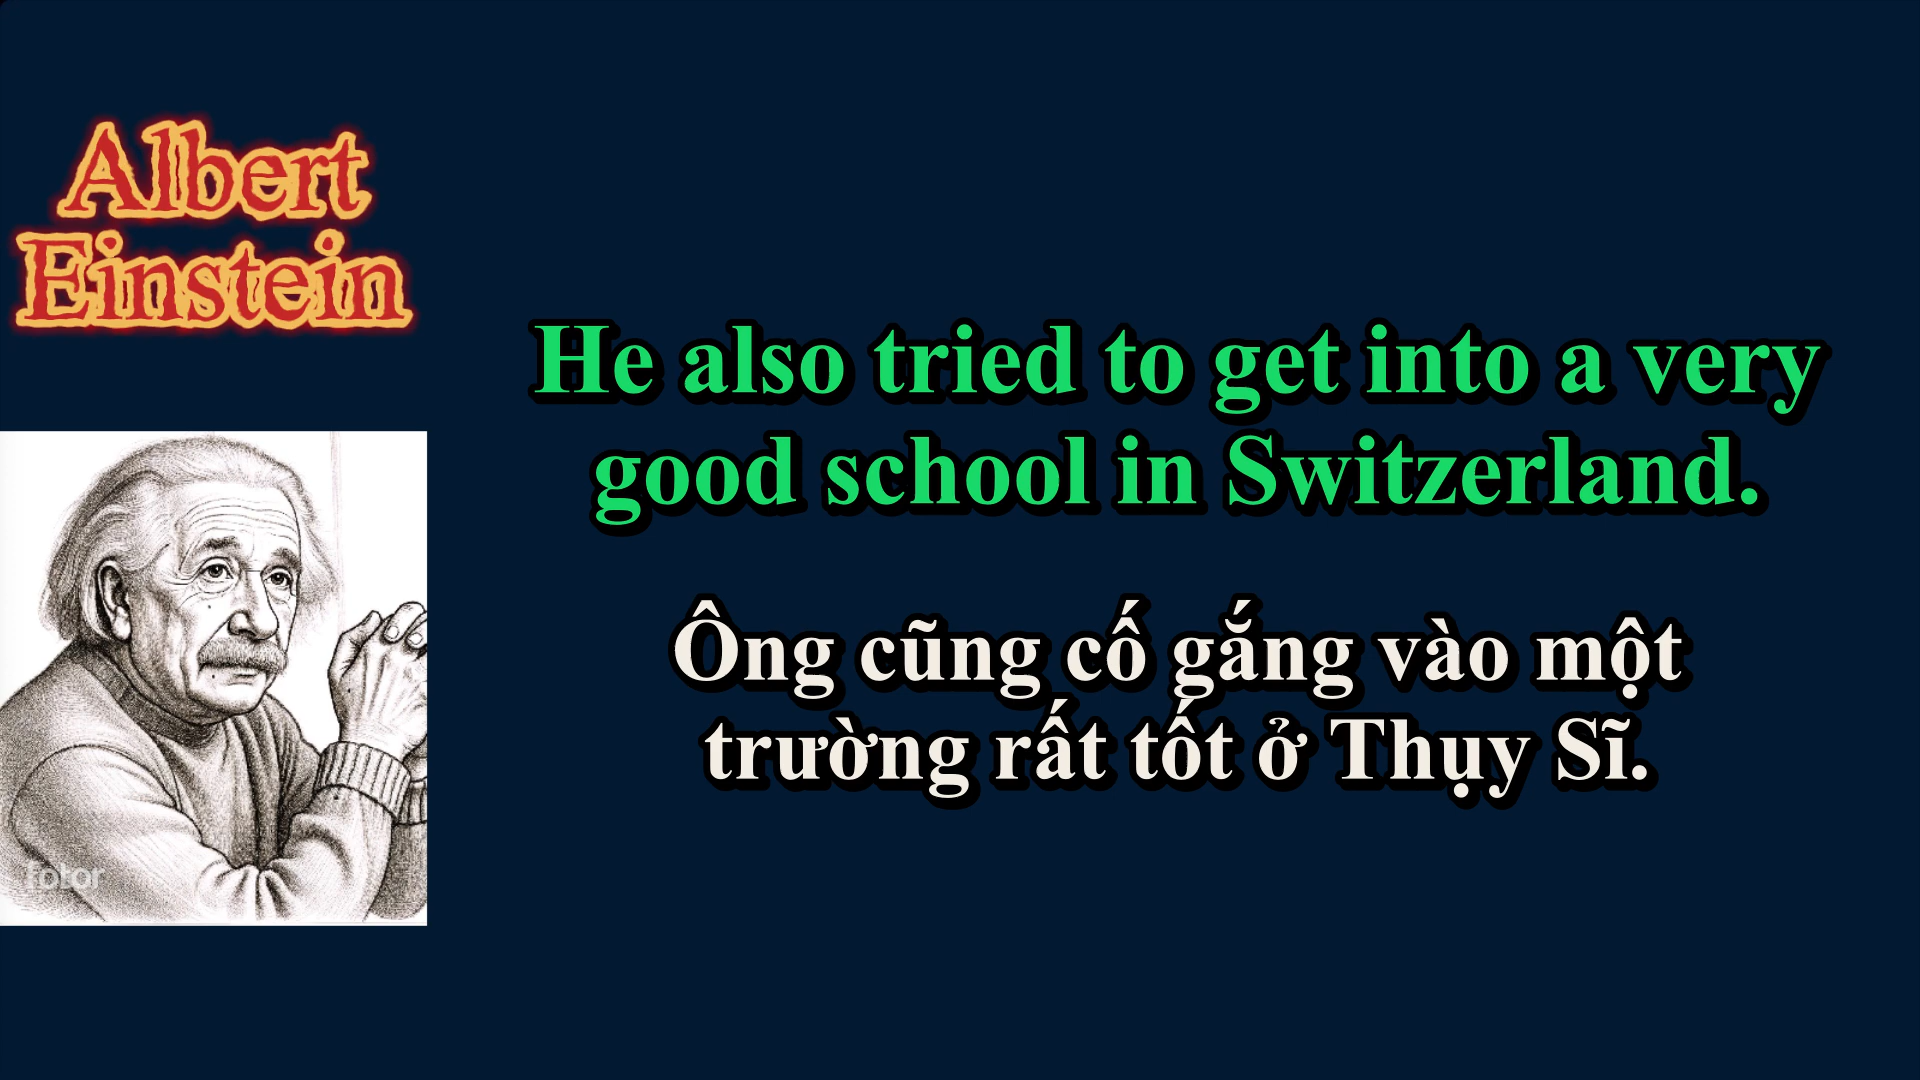 Albert
Einstein
He also tried to get into a very
good school in Switzerland.
Ông cũng cố gắng vào một
trường rất tốt ở Thụy Sĩ.
fotor